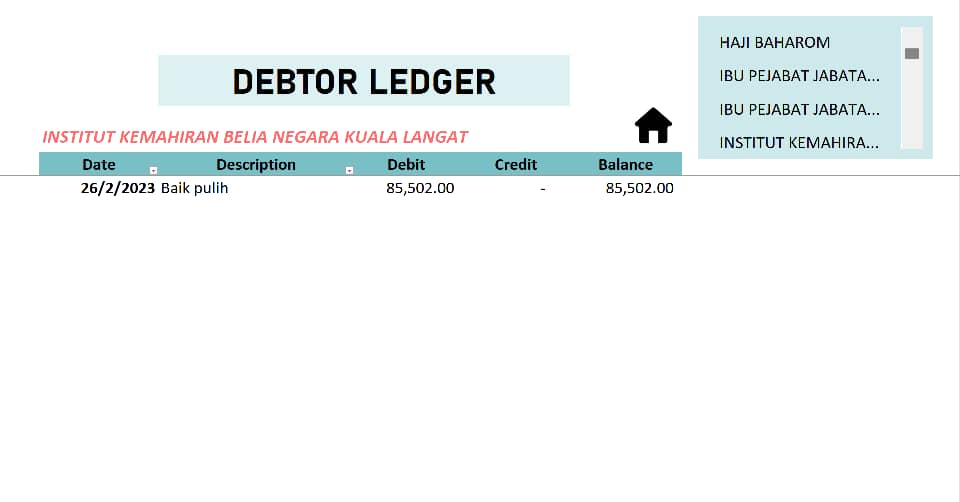 HAJI BAHAROM
IBU PEJABAT JABATA...
IBU PEJABAT JABATA...
INSTITUT KEMAHIRA...
DEBTOR LEDGER
INSTITUT KEMAHIRAN BELIA NEGARA KUALA LANGAT
Date Description Debit Credit Balance
26/2/2023 Baik pulih 85,502.00 - 85,502.00